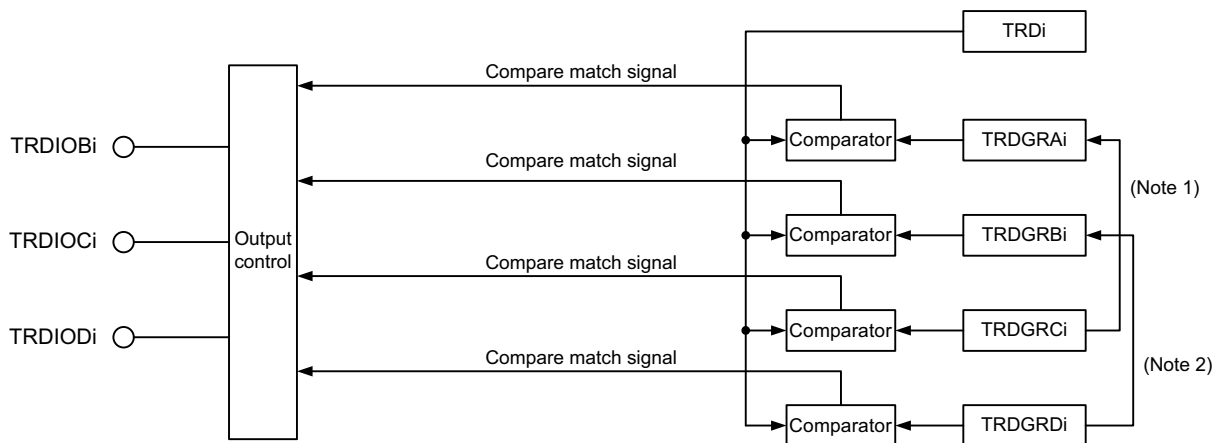 TRDi
Compare match signal
Comparator
TRDGRAi
TRDIOBi
(Note 1)
Compare match signal
Comparator
TRDGRBi
TRDIOCi
Output
control
Compare match signal
Comparator
TRDGRCi
TRDIODi
(Note 2)
Compare match signal
Comparator
TRDGRDi